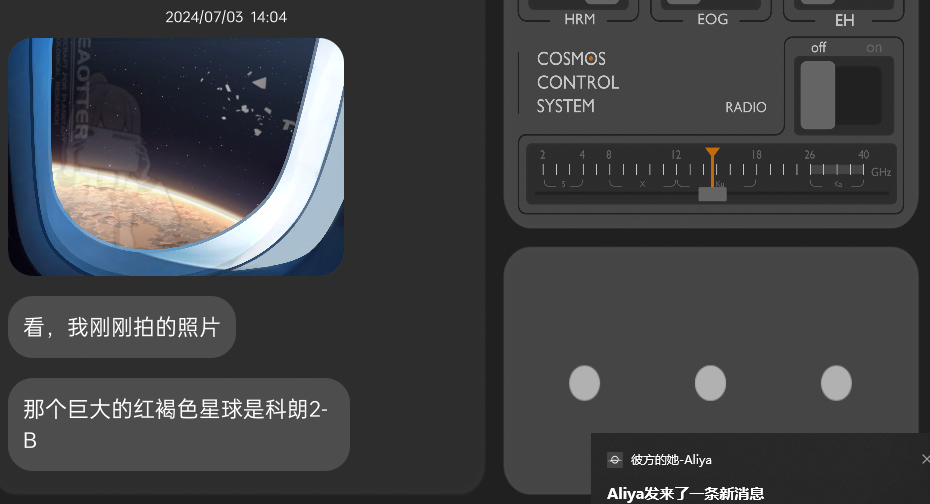 2024/07/03 14:04
看，我刚刚拍的照片
那个巨大的红褐色星球是科朗2-
B
HRM
EOG
EH
COSMOS
CONTROL
SYSTEM
RADIO
off
on
2 4 8 12 18 26 40
GHz
S X Ku Ka
彼方的她-Aliya
Aliya发来了一条新消息